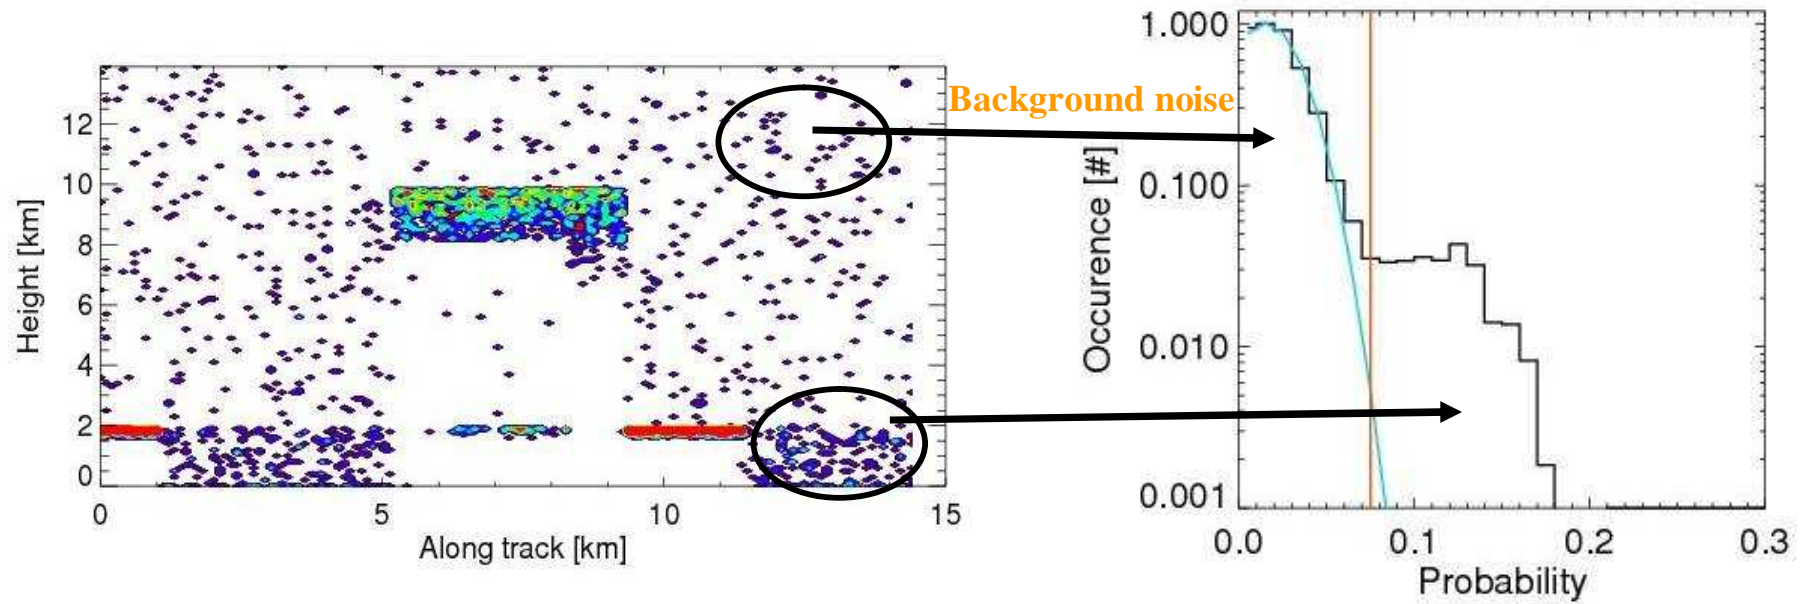 12
10
8
6
4
2
0
Height [km]
0 5 10 15
Along track [km]
Background noise
1.000
0.100
0.010
0.001
Occurence [#]
0.0 0.1 0.2 0.3
Probability